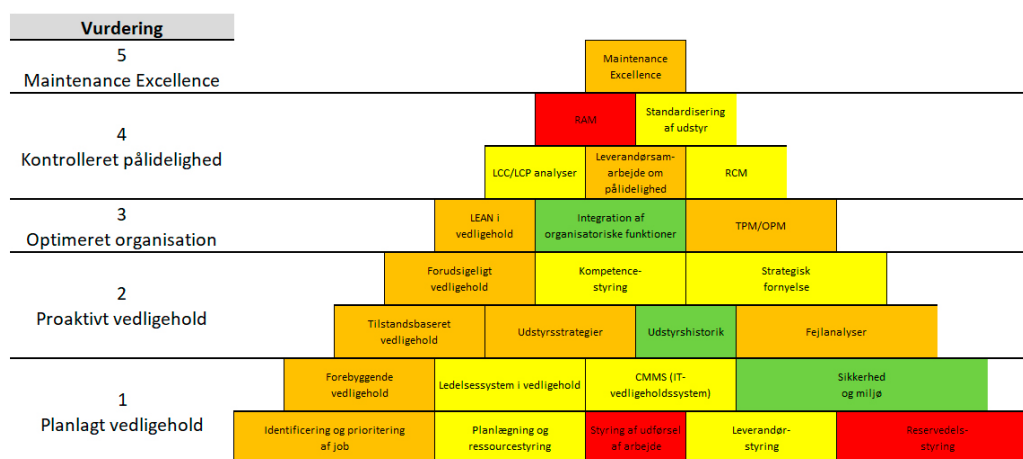 Vurdering
5
Maintenance Excellence
Maintenance
Excellence
4
Kontrolleret pålidelighed
RAM
Standardisering
af udstyr
LCC/LCP analyser
Leverandørsam-
arbejde om
pålidelighed
RCM
3
Optimeret organisation
LEAN i
vedligehold
Integration af
organisatoriske funktioner
TPM/OPM
2
Proaktivt vedligehold
Forudsigeligt
vedligehold
Kompetence-
styring
Strategisk
fornyelse
Tilstandsbaseret
vedligehold
Udstyrsstrategier
Udstyrshistorik
Fejlanalyser
1
Planlagt vedligehold
Forebyggende
vedligehold
Ledelsessystem i vedligehold
CMMS (IT-
vedligeholdssystem)
Sikkerhed
og miljø
Identificering og prioritering
af job
Planlægning og
ressourcestyring
Styring af udførsel
af arbejde
Leverandør-
styring
Reservedels-
styring